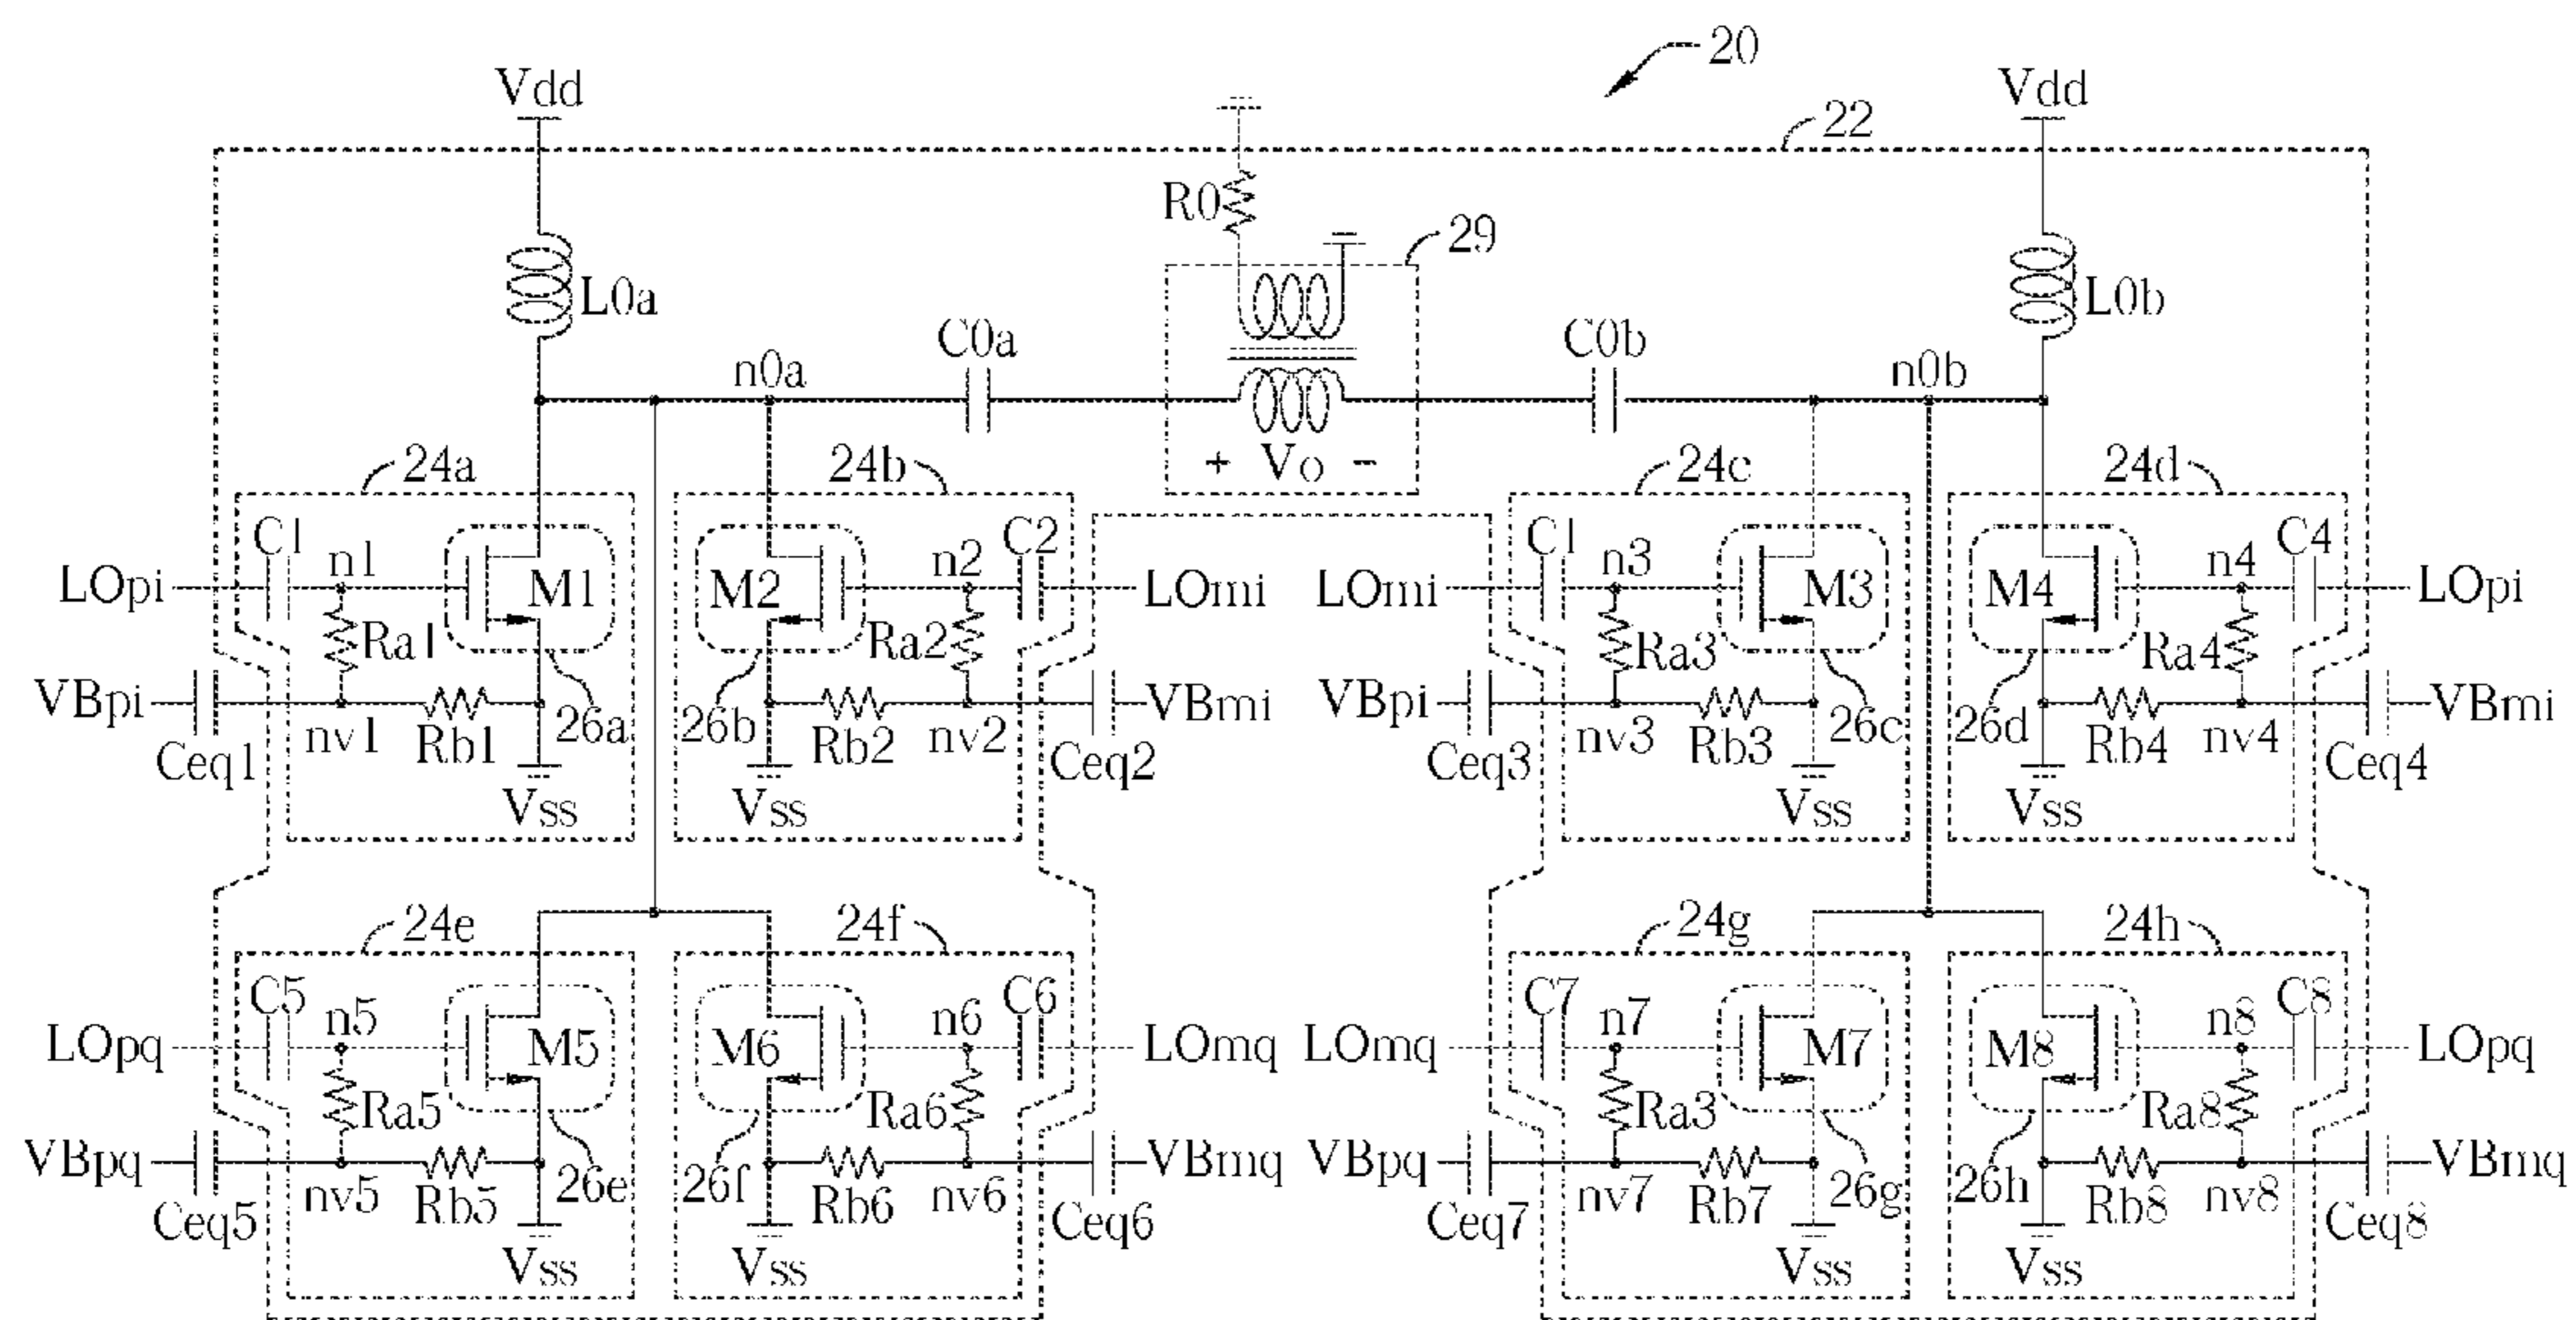 20
Vdd
Vdd
22
R0
29
L0a
L0b
C0a
C0b
n0a
n0b
24a
24b
+ Vo -
24c
24d
C1
n1
n2
C2
C1
n3
n4
C4
LOpi
M1
M2
LOmi
LOmi
M3
M4
LOpi
Ra1
Ra2
Ra3
Ra4
VBpi
VBmi
VBpi
VBmi
nv1
Rb1
26a
26b
Rb2
nv2
nv3
Rb3
26c
26d
Rb4
nv4
Ceq1
Ceq2
Ceq3
Ceq4
Vss
Vss
Vss
Vss
24e
24f
24g
24h
C5
n5
n6
C6
C7
n7
n8
C8
LOpq
M5
M6
LOmq
LOmq
M7
M8
LOpq
Ra5
Ra6
Ra3
Ra8
VBpq
VBmq
VBpq
VBmq
nv5
Rb5
26e
26f
Rb6
nv6
nv7
Rb7
26g
26h
Rb8
nv8
Ceq5
Ceq6
Ceq7
Ceq8
Vss
Vss
Vss
Vss